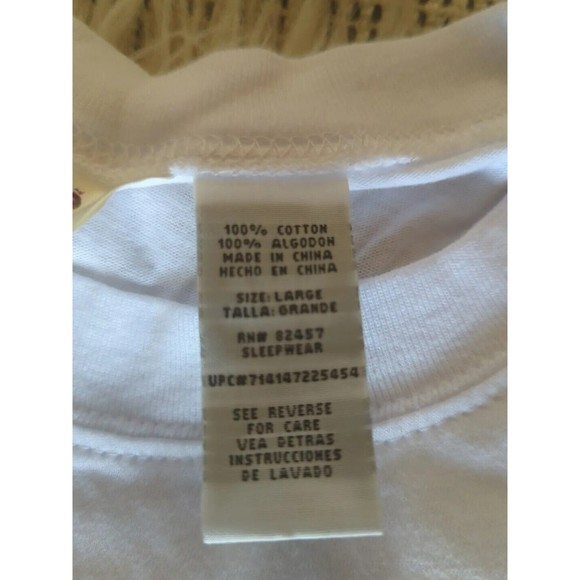 100% COTTON
100% ALGODON
MADE IN CHINA
HECHO EN CHINA
SIZE: LARGE
TALLA: GRANDE
RN# 82457
SLEEPWEAR
UPC#714147225454
SEE REVERSE
FOR CARE
VEA DETRAS
INSTRUCCIONES
DE LAVADO